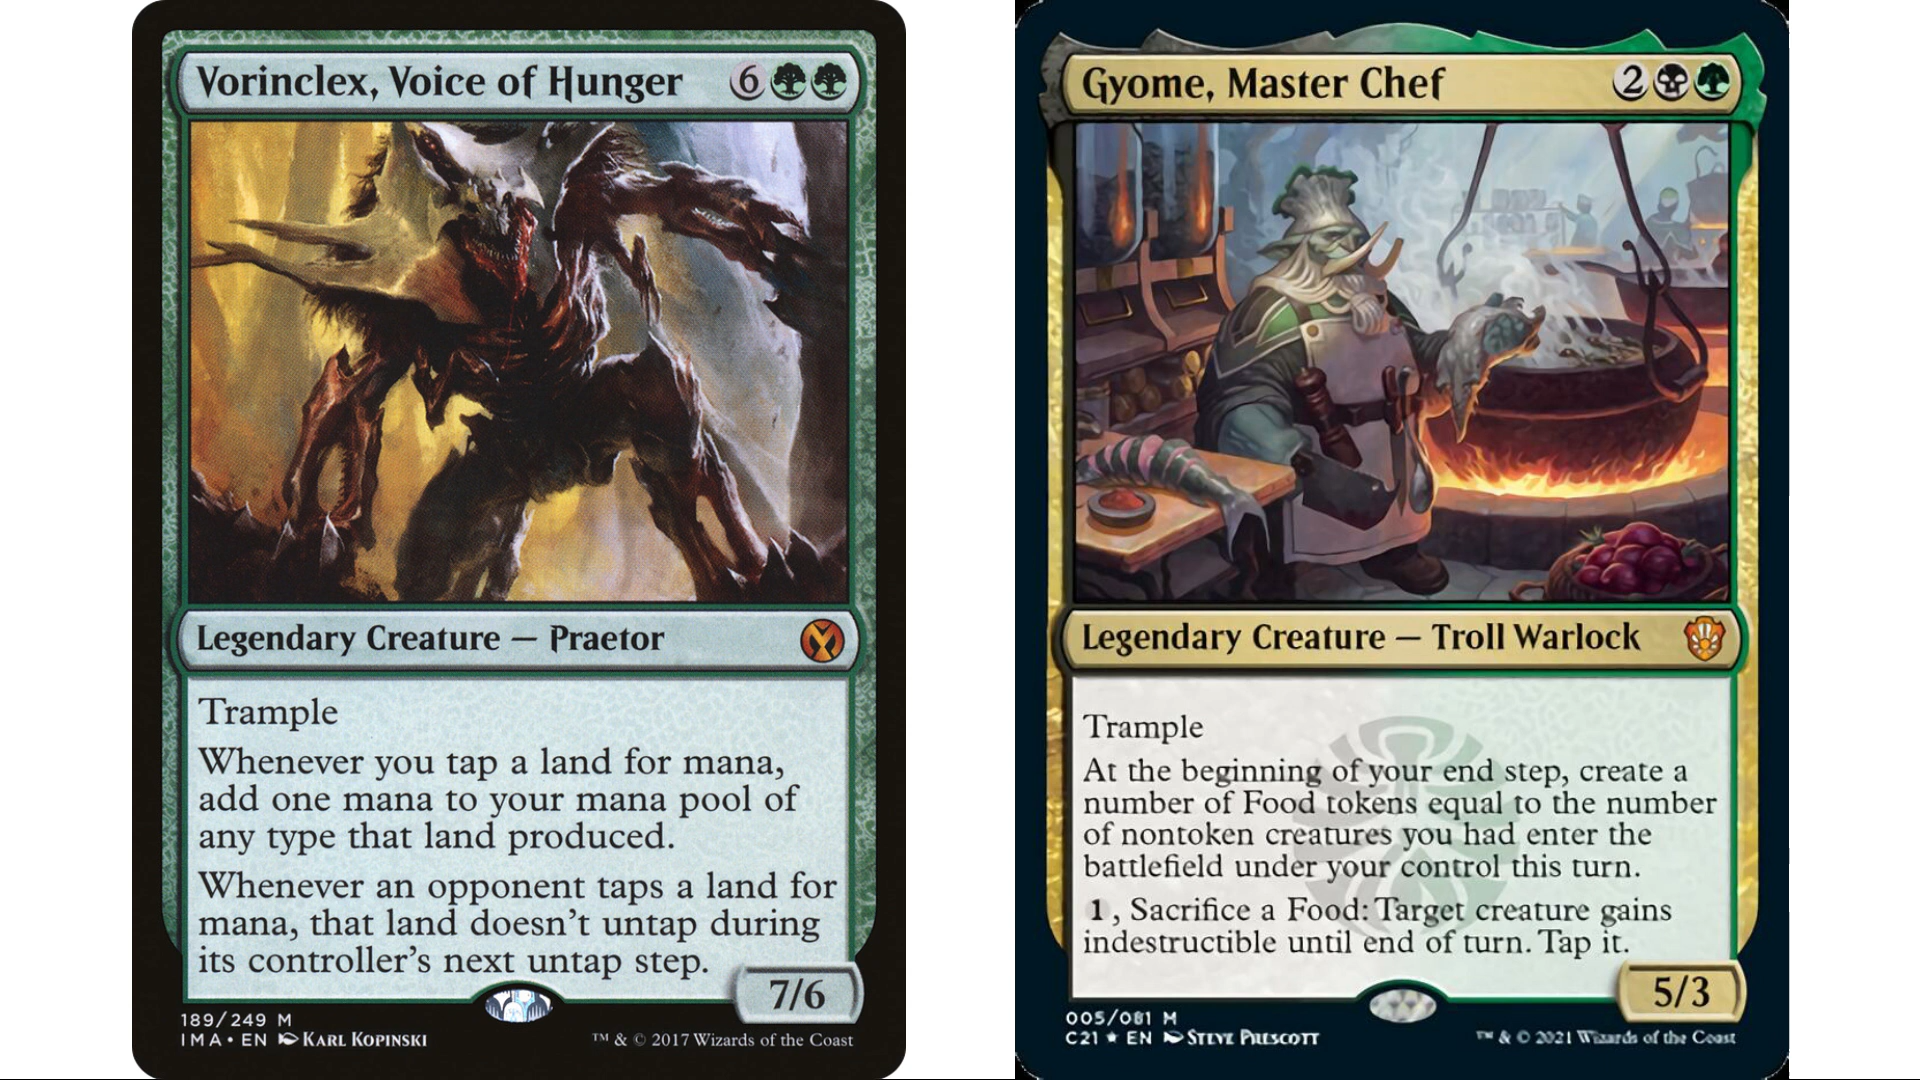 Vorinclex, Voice of Hunger 6
Legendary Creature — Praetor
Trample
Whenever you tap a land for mana,
add one mana to your mana pool of
any type that land produced.
Whenever an opponent taps a land for
mana, that land doesn't untap during
its controller's next untap step.
7/6
189/249 M
IMA • EN KARL KOPINSKI
™ & © 2017 Wizards of the Coast
Gyome, Master Chef 2
Legendary Creature — Troll Warlock
Trample
At the beginning of your end step, create a
number of Food tokens equal to the number
of nontoken creatures you had enter the
battlefield under your control this turn.
1, Sacrifice a Food: Target creature gains
indestructible until end of turn. Tap it.
5/3
005/081 M
C21 ★ EN STEVE PRESCOTT
™ & © 2021 Wizards of the Coast